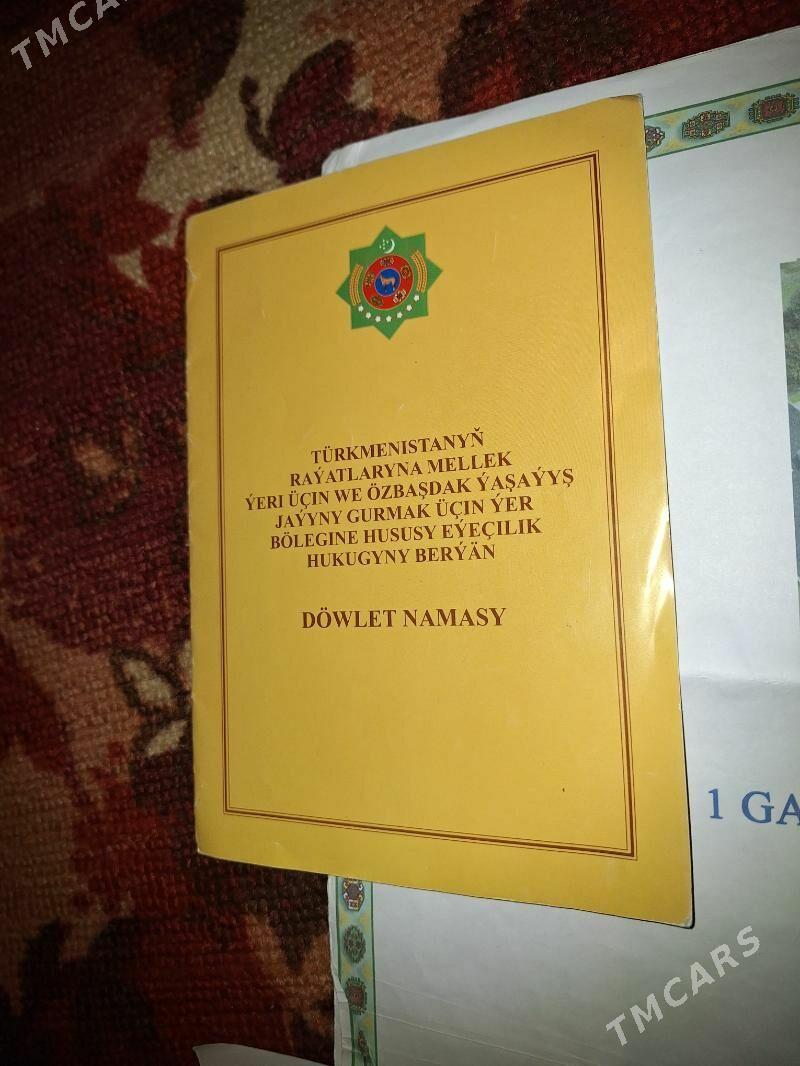 TMCARS
TÜRKMENISTANYŇ
RAÝATLARYNA MELLEK
ÝERI ÜÇIN WE ÖZBAŞDAK ÝAŞAÝYŞ
JAÝYNY GURMAK ÜÇIN ÝER
BÖLEGINE HUSUSY EÝEÇILIK
HUKUGYNY BERÝÄN
DÖWLET NAMASY
1 GA
TMCARS